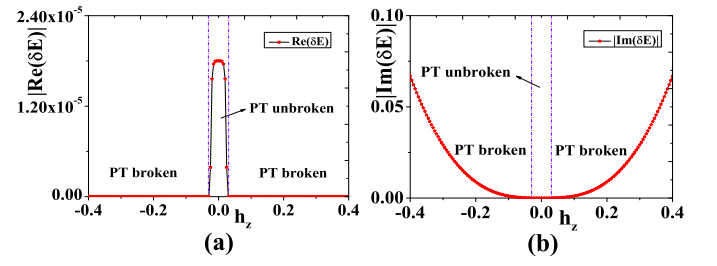 |Re(δE)|
2.40x10⁻⁵
1.20x10⁻⁵
0.00
Re(δE)
PT unbroken
PT broken
PT broken
-0.4 -0.2 0.0 0.2 0.4
h_z
(a)
|Im(δE)|
0.10
0.05
0.00
|Im(δE)|
PT unbroken
PT broken
PT broken
-0.4 -0.2 0.0 0.2 0.4
h_z
(b)